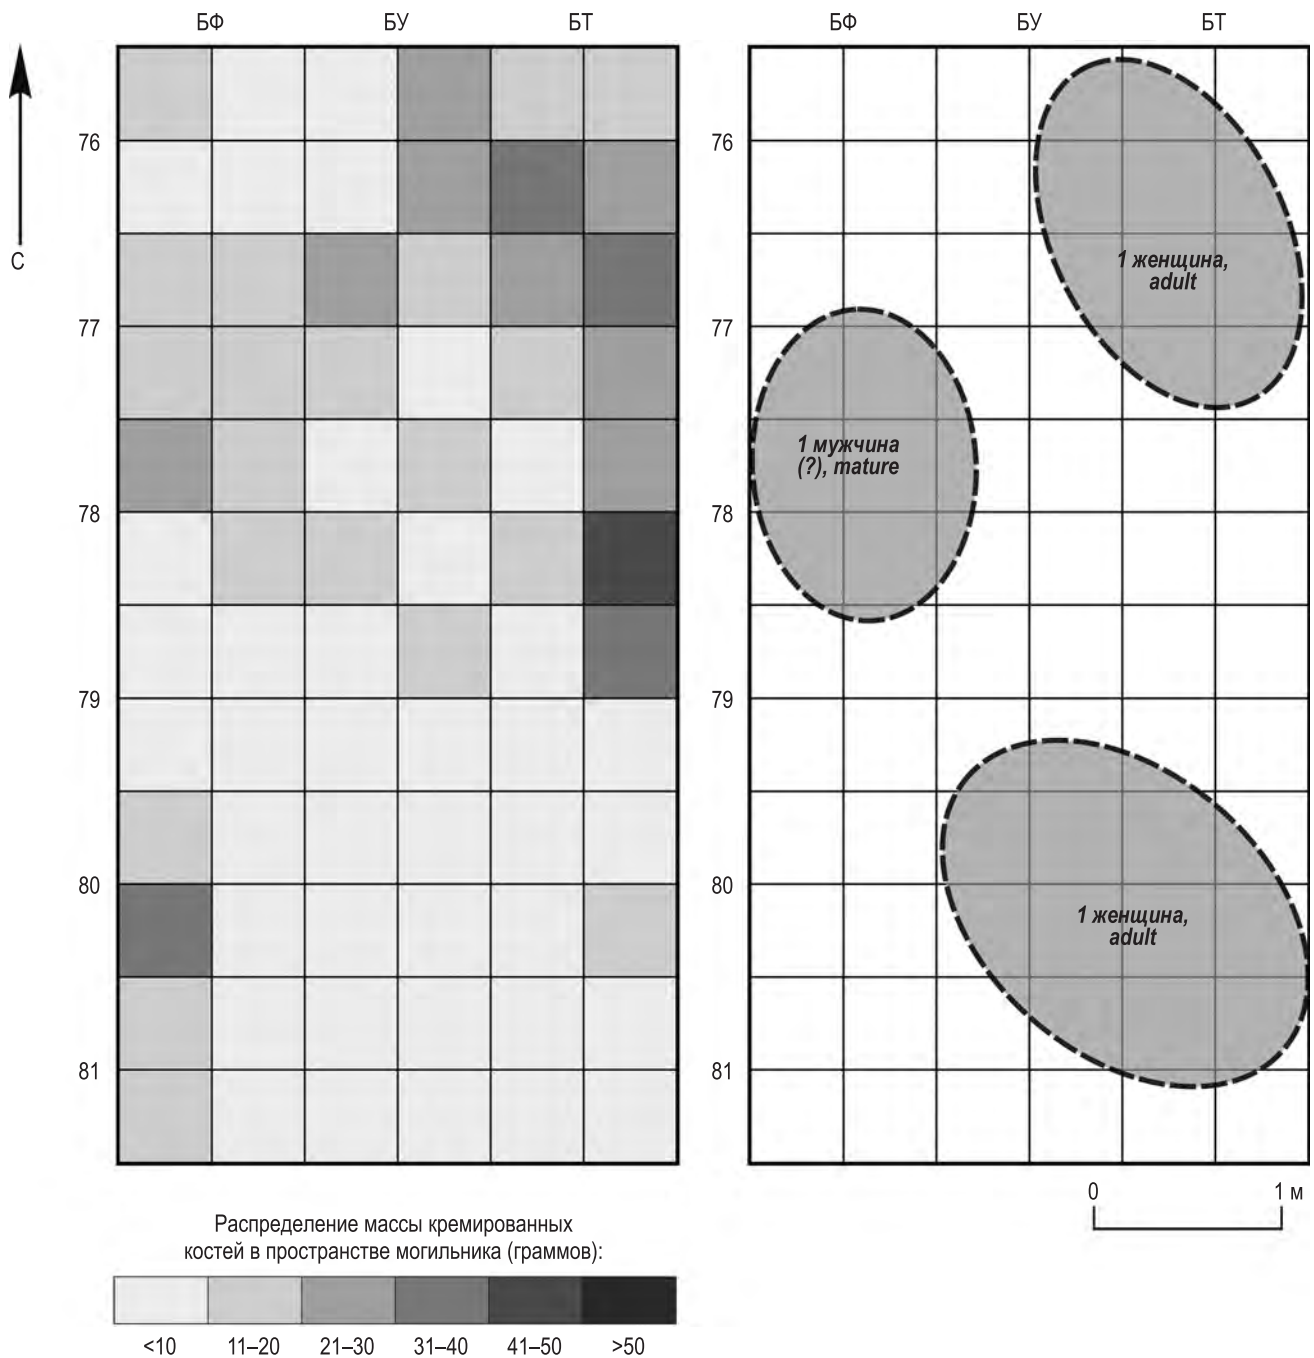 БФ БУ БТ
БФ БУ БТ
С
76
77
78
79
80
81
76
77
78
79
80
81
1 женщина,
adult
1 мужчина
(?), mature
1 женщина,
adult
0 1 м
Распределение массы кремированных
костей в пространстве могильника (граммов):
<10 11–20 21–30 31–40 41–50 >50